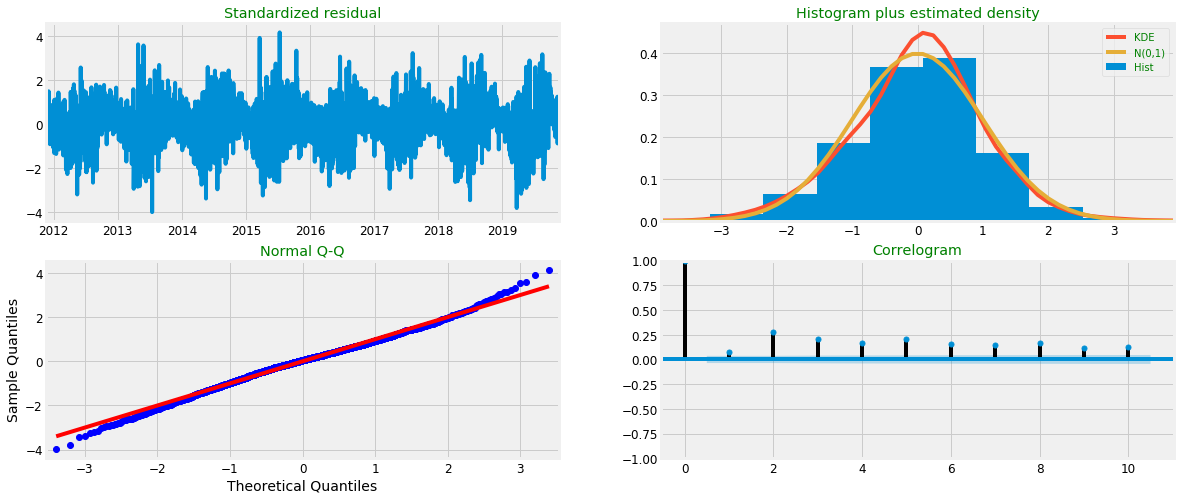 Standardized residual
4
2
0
−2
−4
2012 2013 2014 2015 2016 2017 2018 2019
Histogram plus estimated density
0.4
0.3
0.2
0.1
0.0
−3 −2 −1 0 1 2 3
KDE
N(0,1)
Hist
Normal Q-Q
Sample Quantiles
4
2
0
−2
−4
−3 −2 −1 0 1 2 3
Theoretical Quantiles
Correlogram
1.00
0.75
0.50
0.25
0.00
−0.25
−0.50
−0.75
−1.00
0 2 4 6 8 10